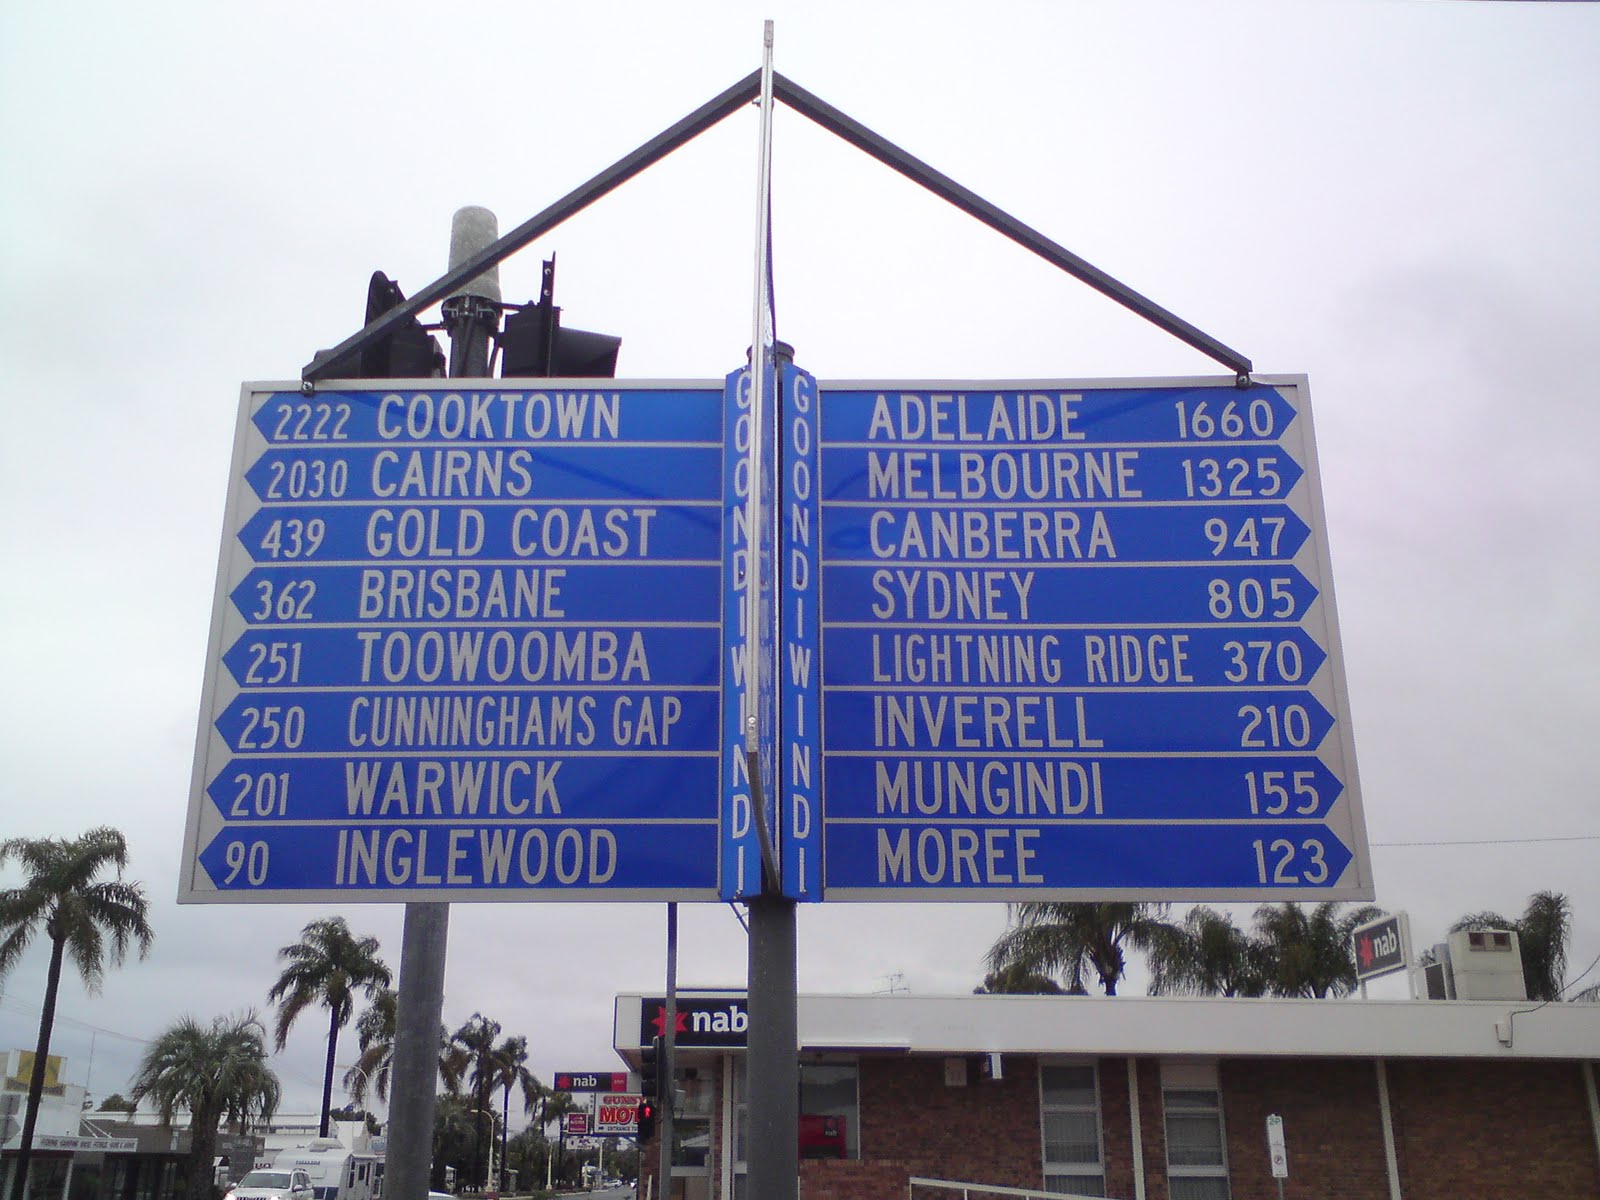 2222 COOKTOWN
2030 CAIRNS
439 GOLD COAST
362 BRISBANE
251 TOOWOOMBA
250 CUNNINGHAMS GAP
201 WARWICK
90 INGLEWOOD
GOONDIWINDI
GOONDIWINDI
ADELAIDE 1660
MELBOURNE 1325
CANBERRA 947
SYDNEY 805
LIGHTNING RIDGE 370
INVERELL 210
MUNGINDI 155
MOREE 123
nab
nab
nab
MOT
2P